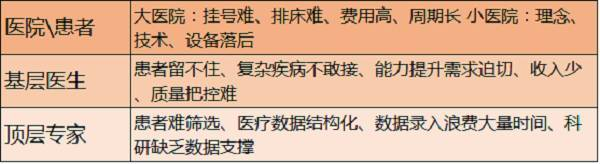 医院\患者
大医院：挂号难、排床难、费用高、周期长 小医院：理念、
技术、设备落后
基层医生
患者留不住、复杂疾病不敢接、能力提升需求迫切、收入少
、质量把控难
顶层专家
患者难筛选、医疗数据结构化、数据录入浪费大量时间、科
研缺乏数据支撑